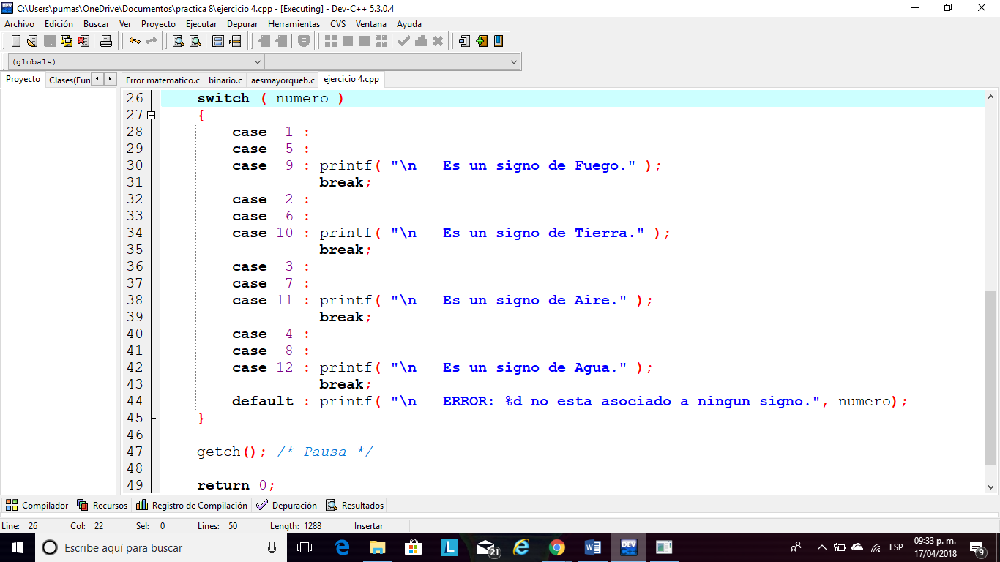 C:\Users\pumas\OneDrive\Documentos\practica 8\ejercicio 4.cpp - [Executing] - Dev-C++ 5.3.0.4
Archivo Edición Buscar Ver Proyecto Ejecutar Depurar Herramientas CVS Ventana Ayuda
(globals)
Proyecto Clases(Fun Error matematico.c binario.c aesmayorqueb.c ejercicio 4.cpp
26 switch ( numero )
27 {
28 case 1 :
29 case 5 :
30 case 9 : printf( "\n   Es un signo de Fuego." );
31 break;
32 case 2 :
33 case 6 :
34 case 10 : printf( "\n   Es un signo de Tierra." );
35 break;
36 case 3 :
37 case 7 :
38 case 11 : printf( "\n   Es un signo de Aire." );
39 break;
40 case 4 :
41 case 8 :
42 case 12 : printf( "\n   Es un signo de Agua." );
43 break;
44 default : printf( "\n   ERROR: %d no esta asociado a ningun signo.", numero);
45 }
46
47 getch(); /* Pausa */
48
49 return 0;
Compilador Recursos Registro de Compilación Depuración Resultados
Line: 26 Col: 22 Sel: 0 Lines: 50 Length: 1288 Insertar
Escribe aquí para buscar L 21 DEV ESP 09:33 p. m.
17/04/2018 9